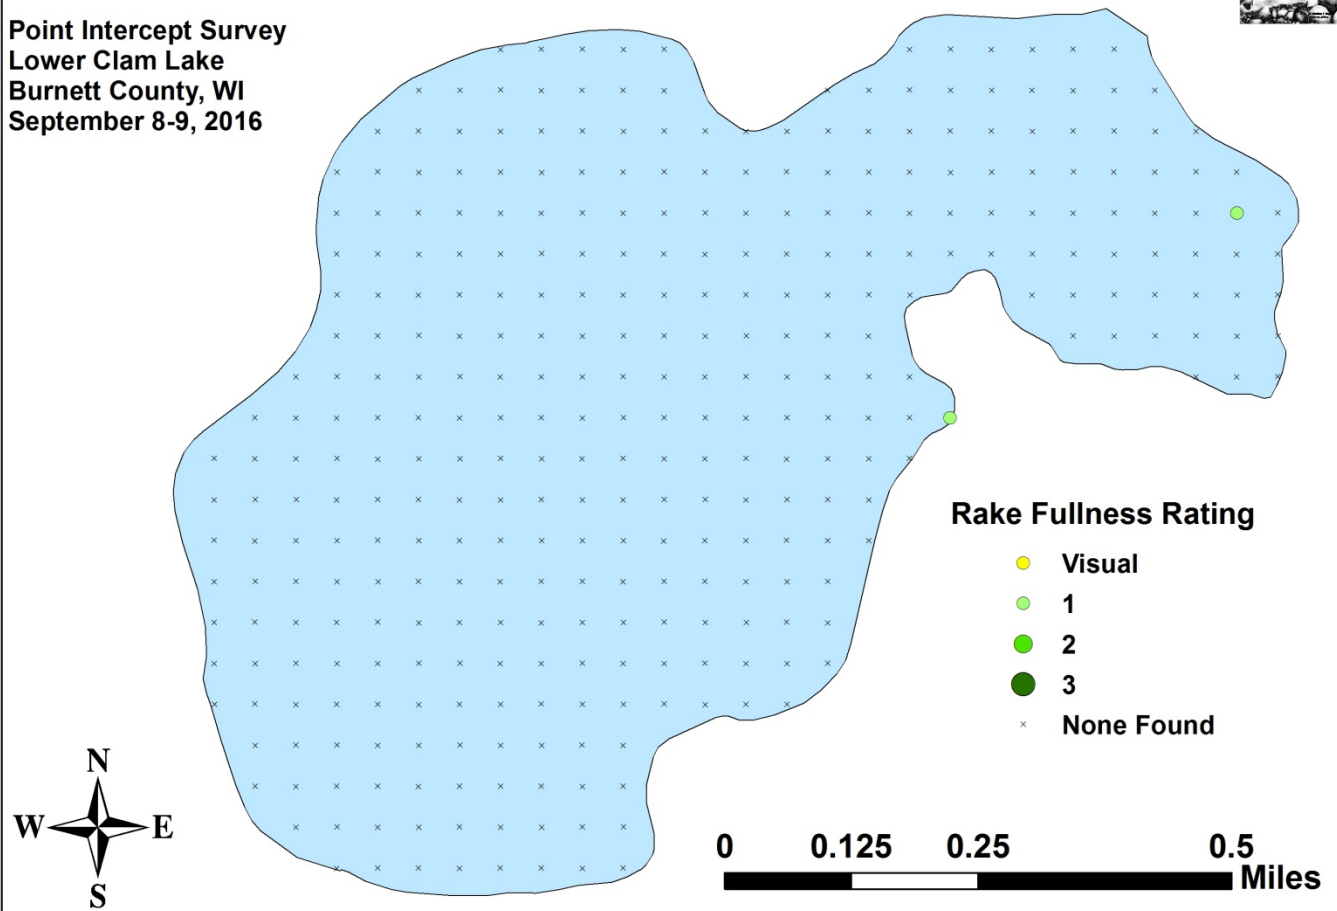 Point Intercept Survey
Lower Clam Lake
Burnett County, WI
September 8-9, 2016
Rake Fullness Rating
Visual
1
2
3
None Found
N
W E
S
0 0.125 0.25 0.5
Miles